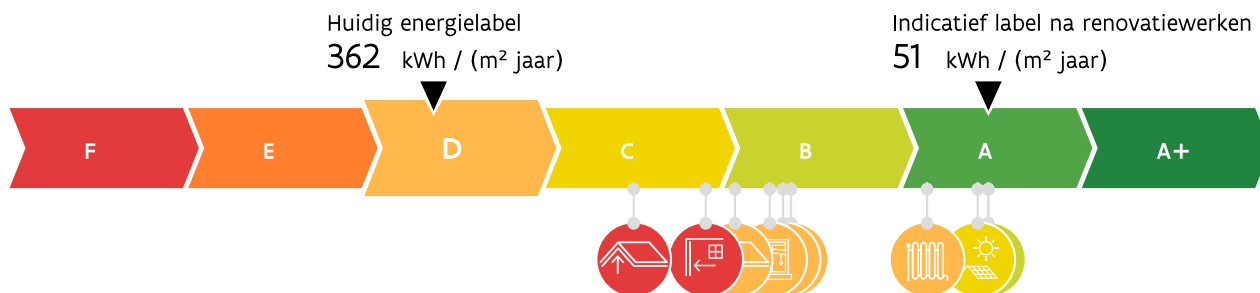 Huidig energielabel
362 kWh / (m² jaar)
Indicatief label na renovatiewerken
51 kWh / (m² jaar)
F E D C B A A+